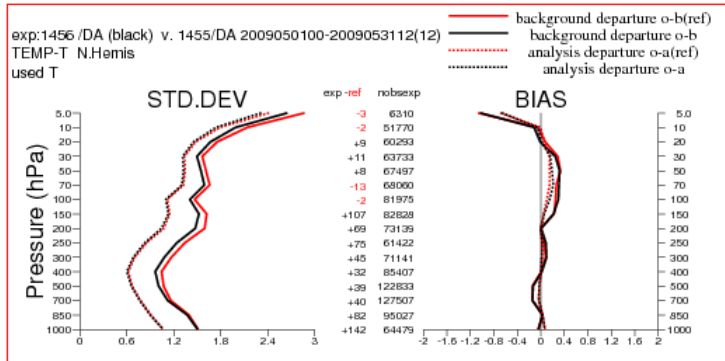 exp:1456 /DA (black) v. 1455/DA 2009050100-2009053112(12)
TEMP-T N.Hemis
used T
background departure o-b(ref)
background departure o-b
analysis departure o-a(ref)
analysis departure o-a
STD.DEV
exp -ref nobsexp
BIAS
Pressure (hPa)
5.0 -3 6310 5.0
10 -2 51770 10
20 +9 60293 20
30 +11 63733 30
50 +8 67497 50
70 -13 68060 70
100 -2 81975 100
150 +107 82828 150
200 +69 73139 200
250 +75 61422 250
300 +45 71141 300
400 +32 85407 400
500 +39 122833 500
700 +40 127507 700
850 +82 95027 850
1000 +142 64479 1000
0 0.6 1.2 1.8 2.4 3
-2 -1.6 -1.2 -0.8 -0.4 0 0.4 0.8 1.2 1.6 2